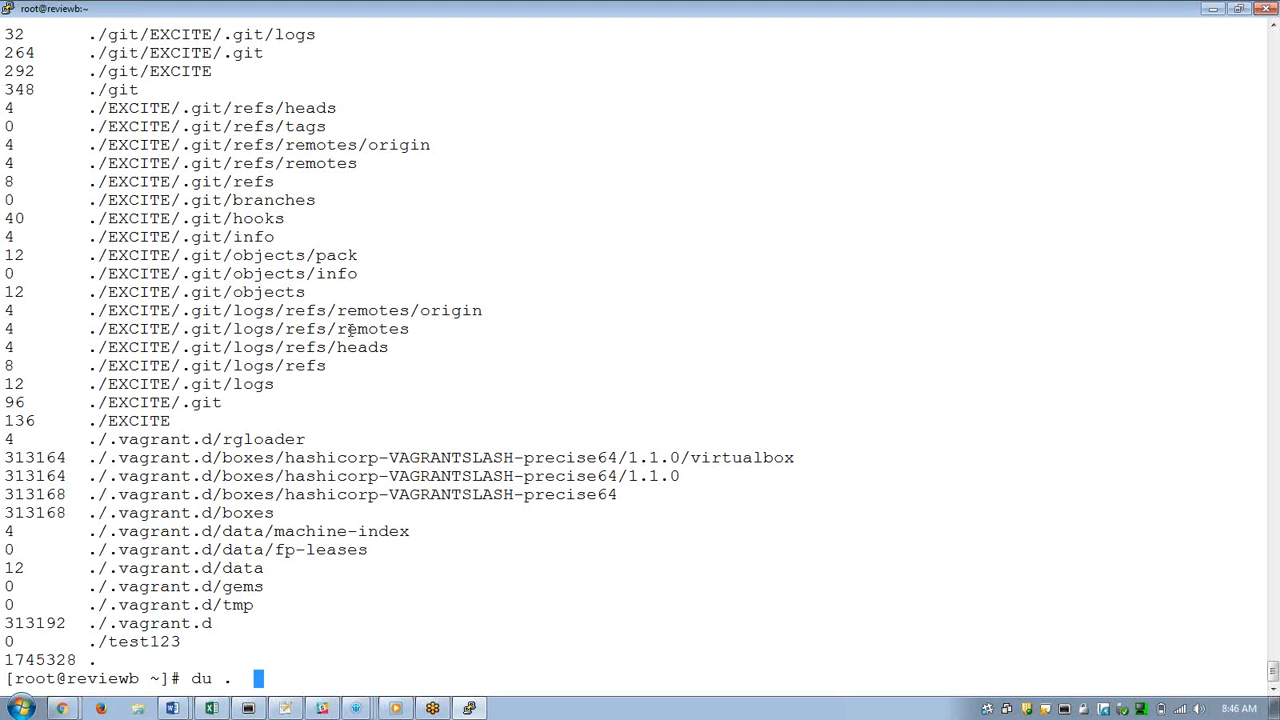 root@reviewb:~
32 ./git/EXCITE/.git/logs
264 ./git/EXCITE/.git
292 ./git/EXCITE
348 ./git
4 ./EXCITE/.git/refs/heads
0 ./EXCITE/.git/refs/tags
4 ./EXCITE/.git/refs/remotes/origin
4 ./EXCITE/.git/refs/remotes
8 ./EXCITE/.git/refs
0 ./EXCITE/.git/branches
40 ./EXCITE/.git/hooks
4 ./EXCITE/.git/info
12 ./EXCITE/.git/objects/pack
0 ./EXCITE/.git/objects/info
12 ./EXCITE/.git/objects
4 ./EXCITE/.git/logs/refs/remotes/origin
4 ./EXCITE/.git/logs/refs/remotes
4 ./EXCITE/.git/logs/refs/heads
8 ./EXCITE/.git/logs/refs
12 ./EXCITE/.git/logs
96 ./EXCITE/.git
136 ./EXCITE
4 ./.vagrant.d/rgloader
313164 ./.vagrant.d/boxes/hashicorp-VAGRANTSLASH-precise64/1.1.0/virtualbox
313164 ./.vagrant.d/boxes/hashicorp-VAGRANTSLASH-precise64/1.1.0
313168 ./.vagrant.d/boxes/hashicorp-VAGRANTSLASH-precise64
313168 ./.vagrant.d/boxes
4 ./.vagrant.d/data/machine-index
0 ./.vagrant.d/data/fp-leases
12 ./.vagrant.d/data
0 ./.vagrant.d/gems
0 ./.vagrant.d/tmp
313192 ./.vagrant.d
0 ./test123
1745328 .
[root@reviewb ~]# du .
8:46 AM